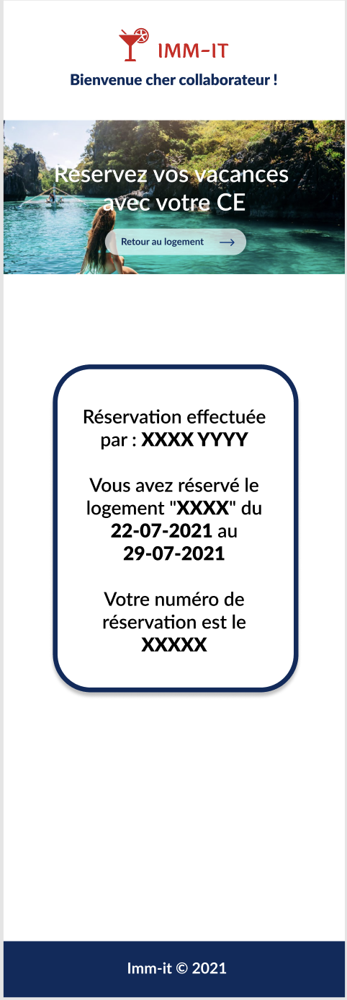 IMM-IT
Bienvenue cher collaborateur !
Réservez vos vacances
avec votre CE
Retour au logement
Réservation effectuée
par : XXXX YYYY
Vous avez réservé le
logement "XXXX" du
22-07-2021 au
29-07-2021
Votre numéro de
réservation est le
XXXXX
Imm-it © 2021